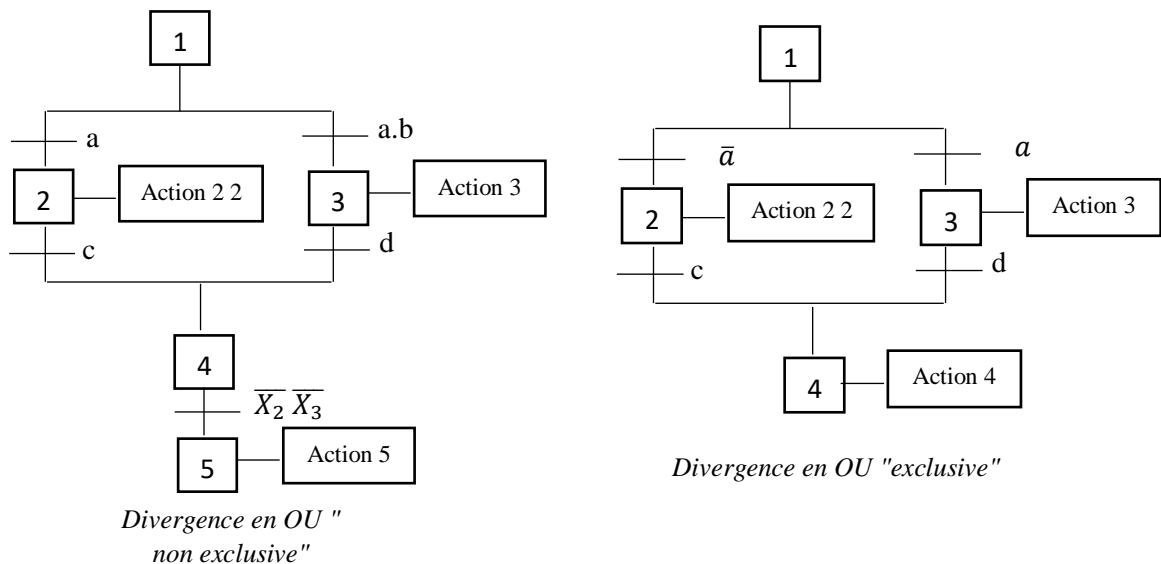 1
a
a.b
2
Action 2 2
3
Action 3
c
d
4
X̅₂ X̅₃
5
Action 5
Divergence en OU "
non exclusive"
1
a̅
a
2
Action 2 2
3
Action 3
c
d
4
Action 4
Divergence en OU "exclusive"